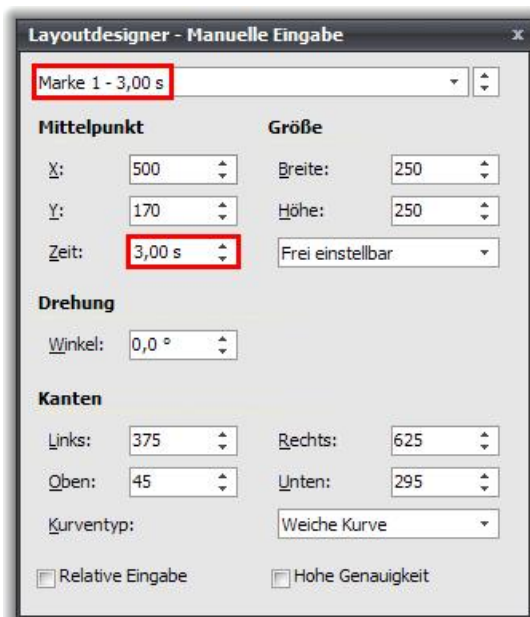 Layoutdesigner - Manuelle Eingabe x
Marke 1 - 3,00 s
Mittelpunkt Größe
X: 500 Breite: 250
Y: 170 Höhe: 250
Zeit: 3,00 s Frei einstellbar
Drehung
Winkel: 0,0 °
Kanten
Links: 375 Rechts: 625
Oben: 45 Unten: 295
Kurventyp: Weiche Kurve
Relative Eingabe Hohe Genauigkeit